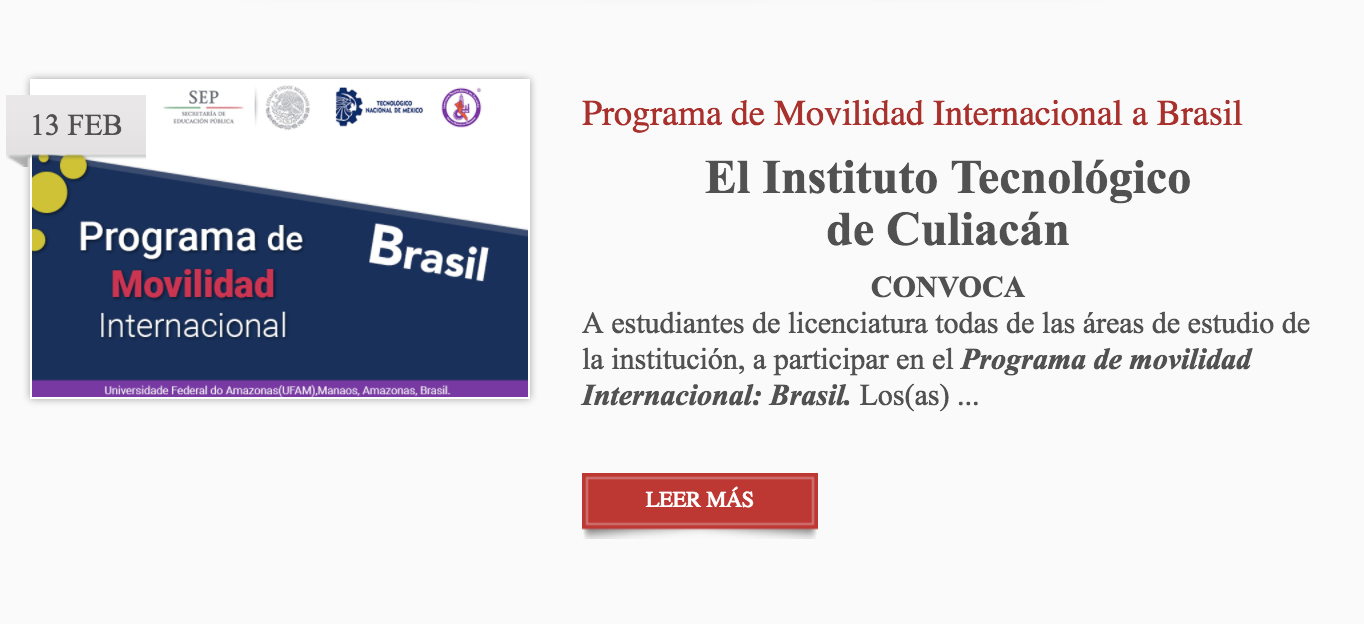 13 FEB
SEP
SECRETARÍA DE
EDUCACIÓN PÚBLICA
TECNOLÓGICO
NACIONAL DE MÉXICO
Programa de
Movilidad
Internacional
Brasil
Universidade Federal do Amazonas(UFAM),Manaos, Amazonas, Brasil.
Programa de Movilidad Internacional a Brasil
El Instituto Tecnológico
de Culiacán
CONVOCA
A estudiantes de licenciatura todas de las áreas de estudio de
la institución, a participar en el Programa de movilidad
Internacional: Brasil. Los(as) ...
LEER MÁS